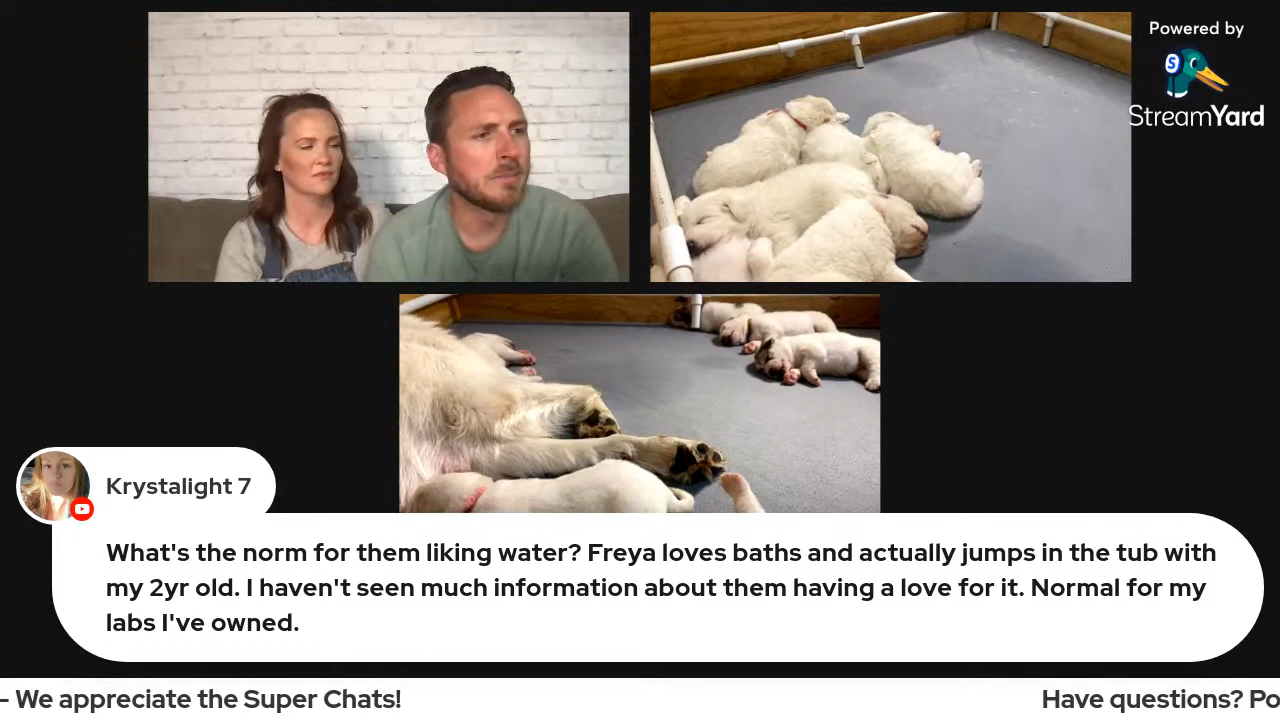 Powered by
StreamYard
Krystalight 7
What's the norm for them liking water? Freya loves baths and actually jumps in the tub with
my 2yr old. I haven't seen much information about them having a love for it. Normal for my
labs I've owned.
– We appreciate the Super Chats!
Have questions? Po